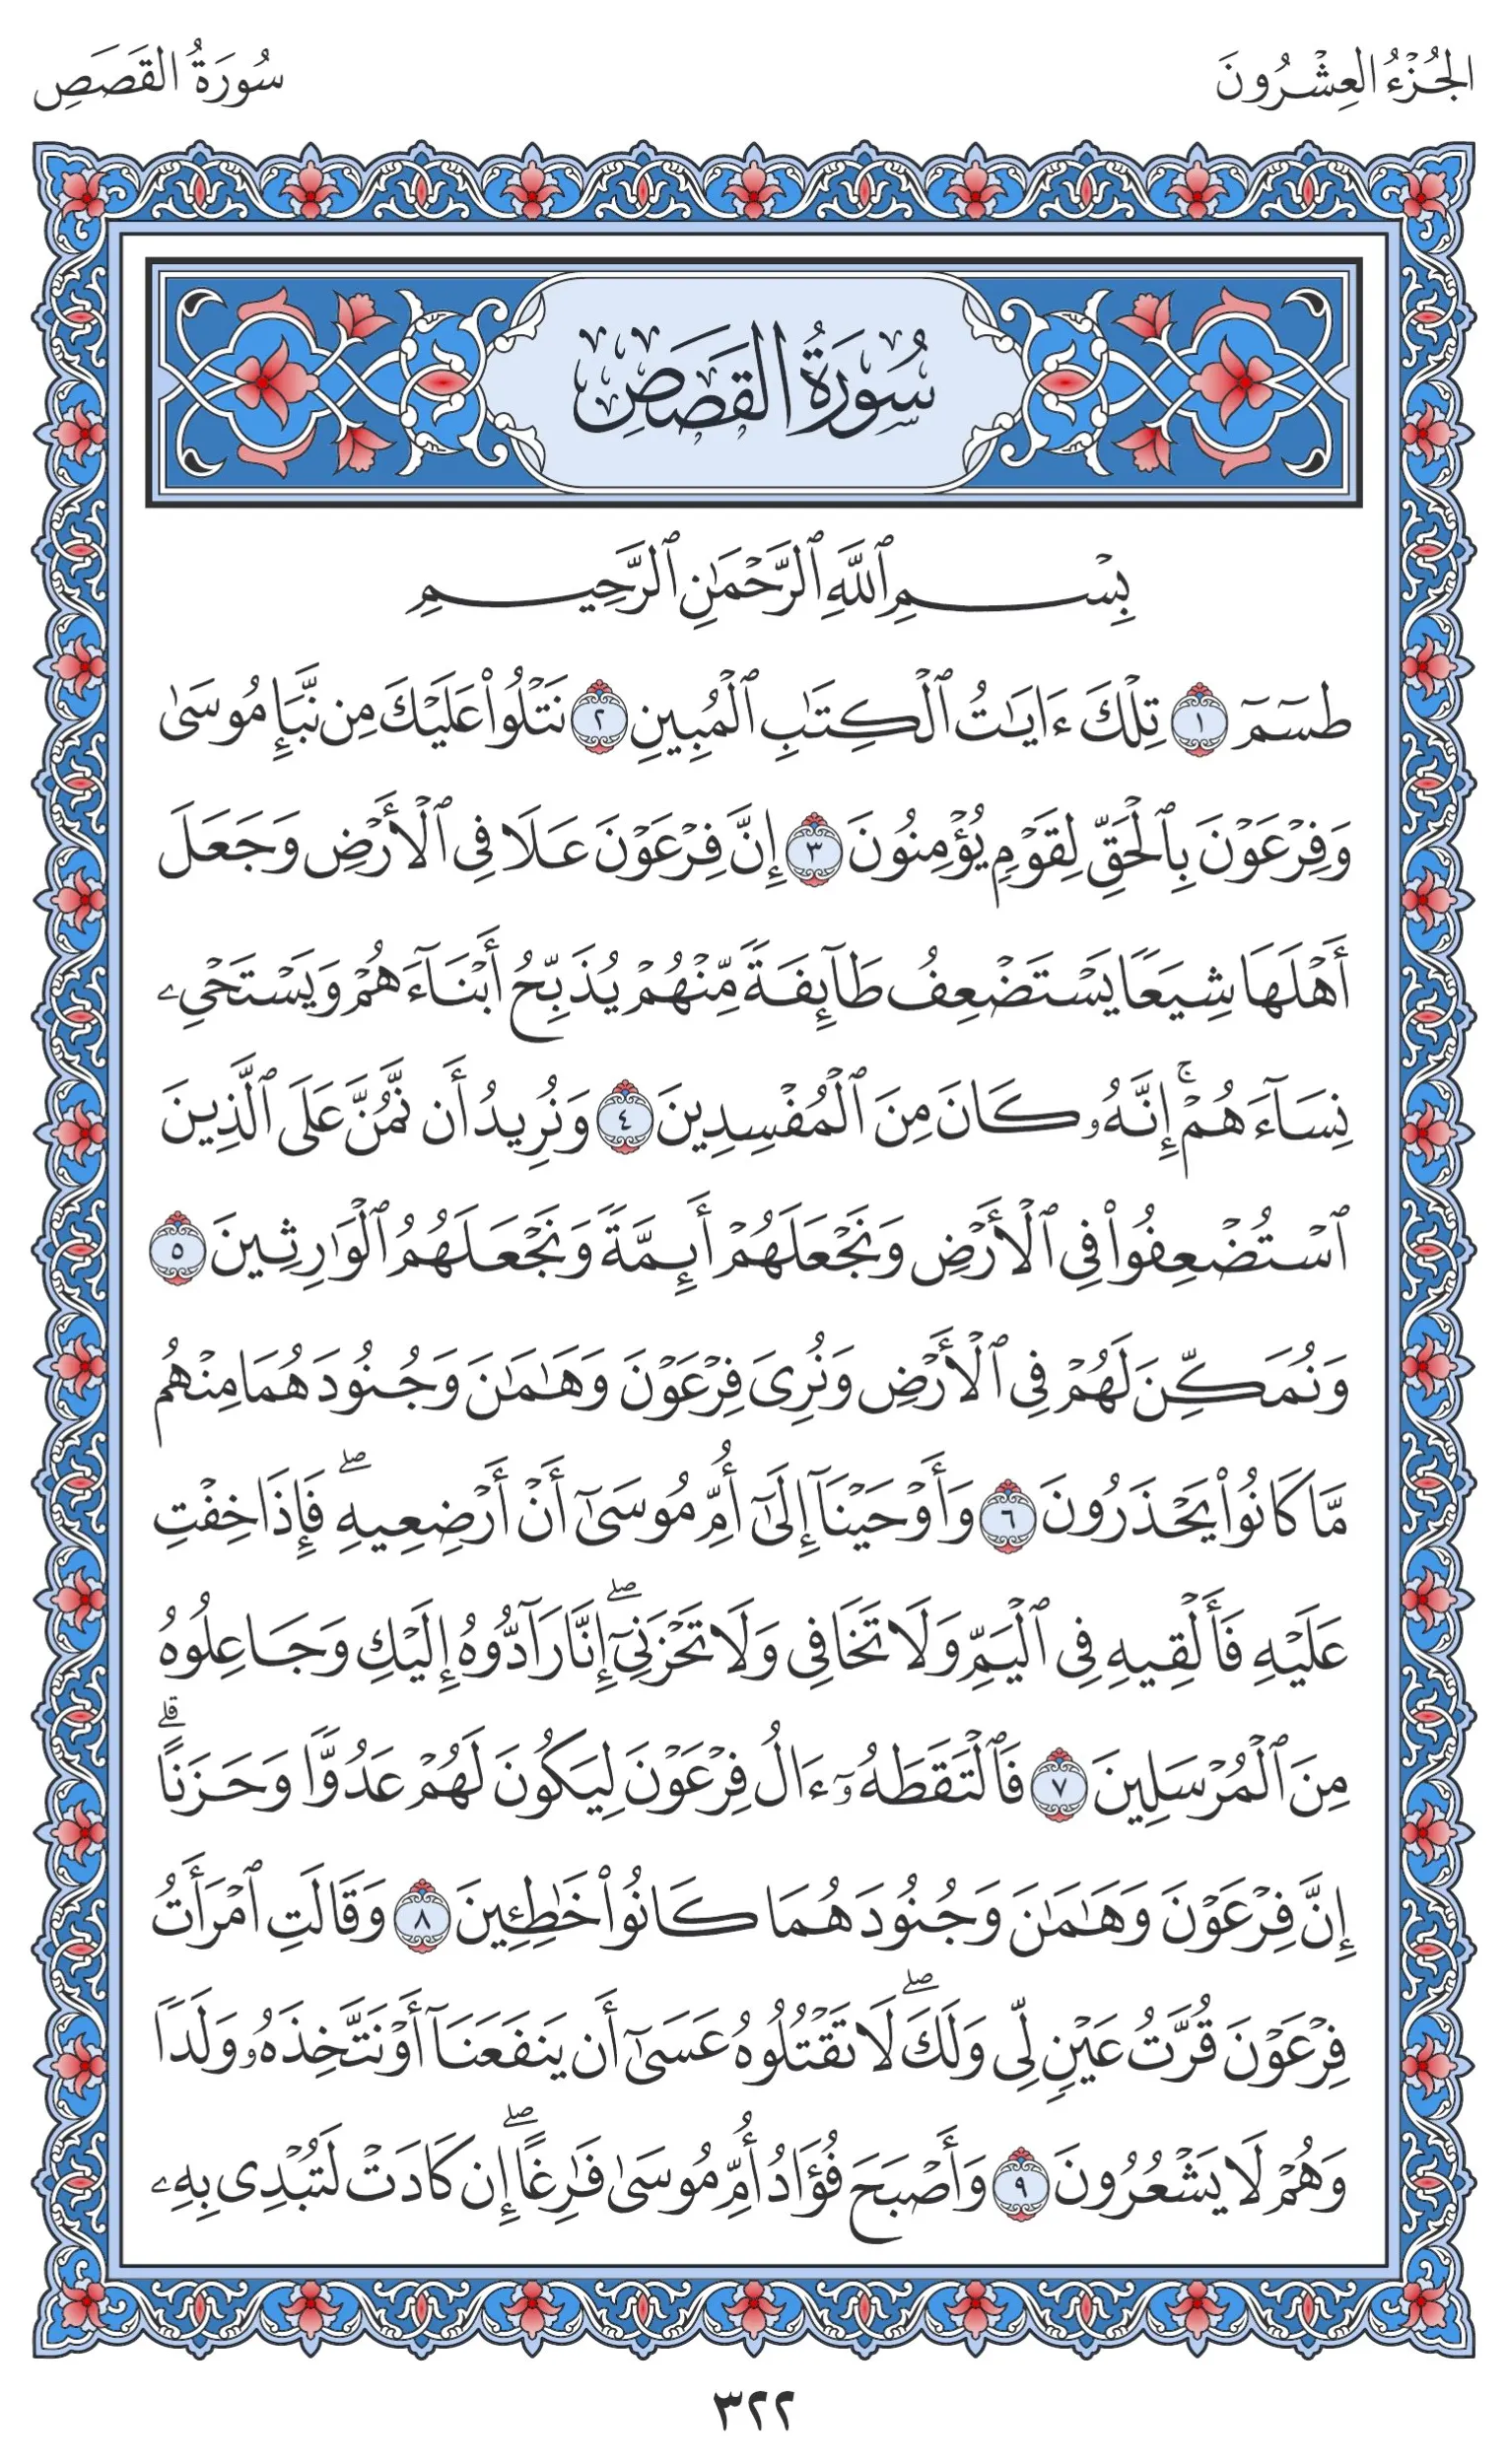 الجُزْءُ العِشْرُونَ
سُورَةُ القَصَصِ
سُورَةُ القَصَصِ
بِسْمِ ٱللَّهِ ٱلرَّحْمَٰنِ ٱلرَّحِيمِ
طسٓمٓ ١ تِلْكَ ءَايَٰتُ ٱلْكِتَٰبِ ٱلْمُبِينِ ٢ نَتْلُوا۟ عَلَيْكَ مِن نَّبَإِ مُوسَىٰ
وَفِرْعَوْنَ بِٱلْحَقِّ لِقَوْمٍ يُؤْمِنُونَ ٣ إِنَّ فِرْعَوْنَ عَلَا فِى ٱلْأَرْضِ وَجَعَلَ
أَهْلَهَا شِيَعًا يَسْتَضْعِفُ طَآئِفَةً مِّنْهُمْ يُذَبِّحُ أَبْنَآءَهُمْ وَيَسْتَحْىِۦ
نِسَآءَهُمْ ۚ إِنَّهُۥ كَانَ مِنَ ٱلْمُفْسِدِينَ ٤ وَنُرِيدُ أَن نَّمُنَّ عَلَى ٱلَّذِينَ
ٱسْتُضْعِفُوا۟ فِى ٱلْأَرْضِ وَنَجْعَلَهُمْ أَئِمَّةً وَنَجْعَلَهُمُ ٱلْوَٰرِثِينَ ٥
وَنُمَكِّنَ لَهُمْ فِى ٱلْأَرْضِ وَنُرِىَ فِرْعَوْنَ وَهَٰمَٰنَ وَجُنُودَهُمَا مِنْهُم
مَّا كَانُوا۟ يَحْذَرُونَ ٦ وَأَوْحَيْنَآ إِلَىٰٓ أُمِّ مُوسَىٰٓ أَنْ أَرْضِعِيهِ ۖ فَإِذَا خِفْتِ
عَلَيْهِ فَأَلْقِيهِ فِى ٱلْيَمِّ وَلَا تَخَافِى وَلَا تَحْزَنِىٓ ۖ إِنَّا رَآدُّوهُ إِلَيْكِ وَجَاعِلُوهُ
مِنَ ٱلْمُرْسَلِينَ ٧ فَٱلْتَقَطَهُۥٓ ءَالُ فِرْعَوْنَ لِيَكُونَ لَهُمْ عَدُوًّا وَحَزَنًا ۗ
إِنَّ فِرْعَوْنَ وَهَٰمَٰنَ وَجُنُودَهُمَا كَانُوا۟ خَٰطِـِٔينَ ٨ وَقَالَتِ ٱمْرَأَتُ
فِرْعَوْنَ قُرَّتُ عَيْنٍ لِّى وَلَكَ ۖ لَا تَقْتُلُوهُ عَسَىٰٓ أَن يَنفَعَنَآ أَوْ نَتَّخِذَهُۥ وَلَدًا
وَهُمْ لَا يَشْعُرُونَ ٩ وَأَصْبَحَ فُؤَادُ أُمِّ مُوسَىٰ فَٰرِغًا ۖ إِن كَادَتْ لَتُبْدِى بِهِۦ
٣٢٢